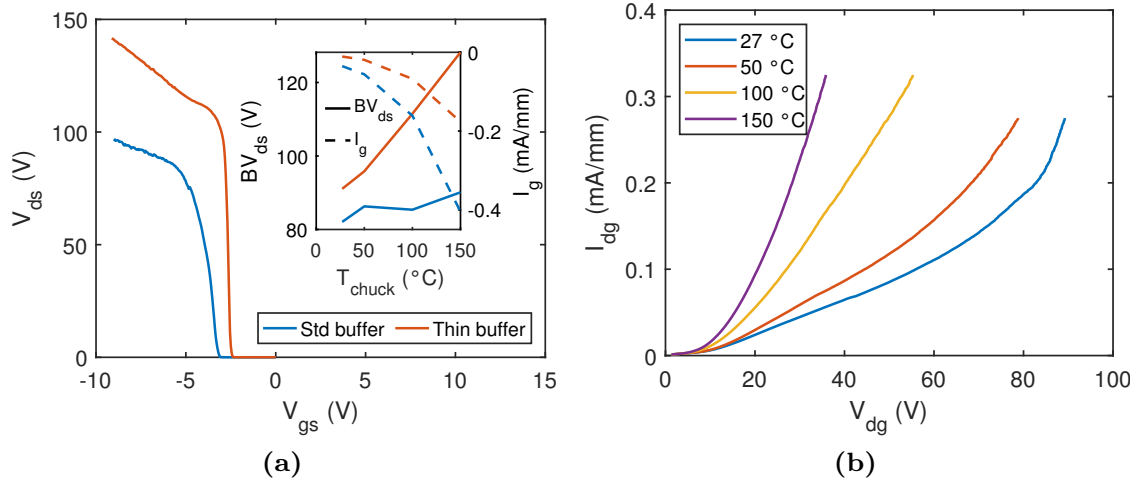 150
100
50
0
V_ds (V)
-10
-5
0
5
10
15
V_gs (V)
120
100
80
BV_ds (V)
0
-0.2
-0.4
I_g (mA/mm)
BV_ds
I_g
0
50
100
150
T_chuck (°C)
Std buffer
Thin buffer
(a)
0.4
0.3
0.2
0.1
0
I_dg (mA/mm)
27 °C
50 °C
100 °C
150 °C
0
20
40
60
80
100
V_dg (V)
(b)